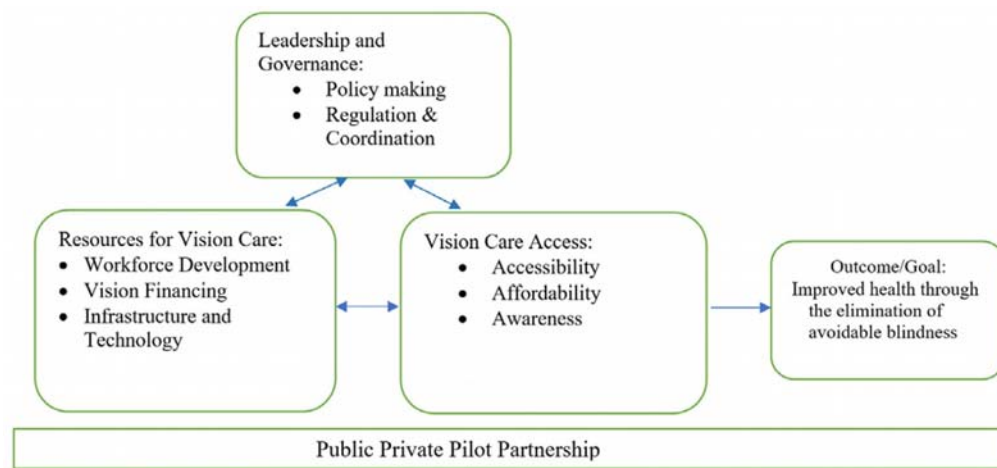 Leadership and
Governance:
• Policy making
• Regulation &
Coordination
Resources for Vision Care:
• Workforce Development
• Vision Financing
• Infrastructure and
Technology
Vision Care Access:
• Accessibility
• Affordability
• Awareness
Outcome/Goal:
Improved health through
the elimination of
avoidable blindness
Public Private Pilot Partnership